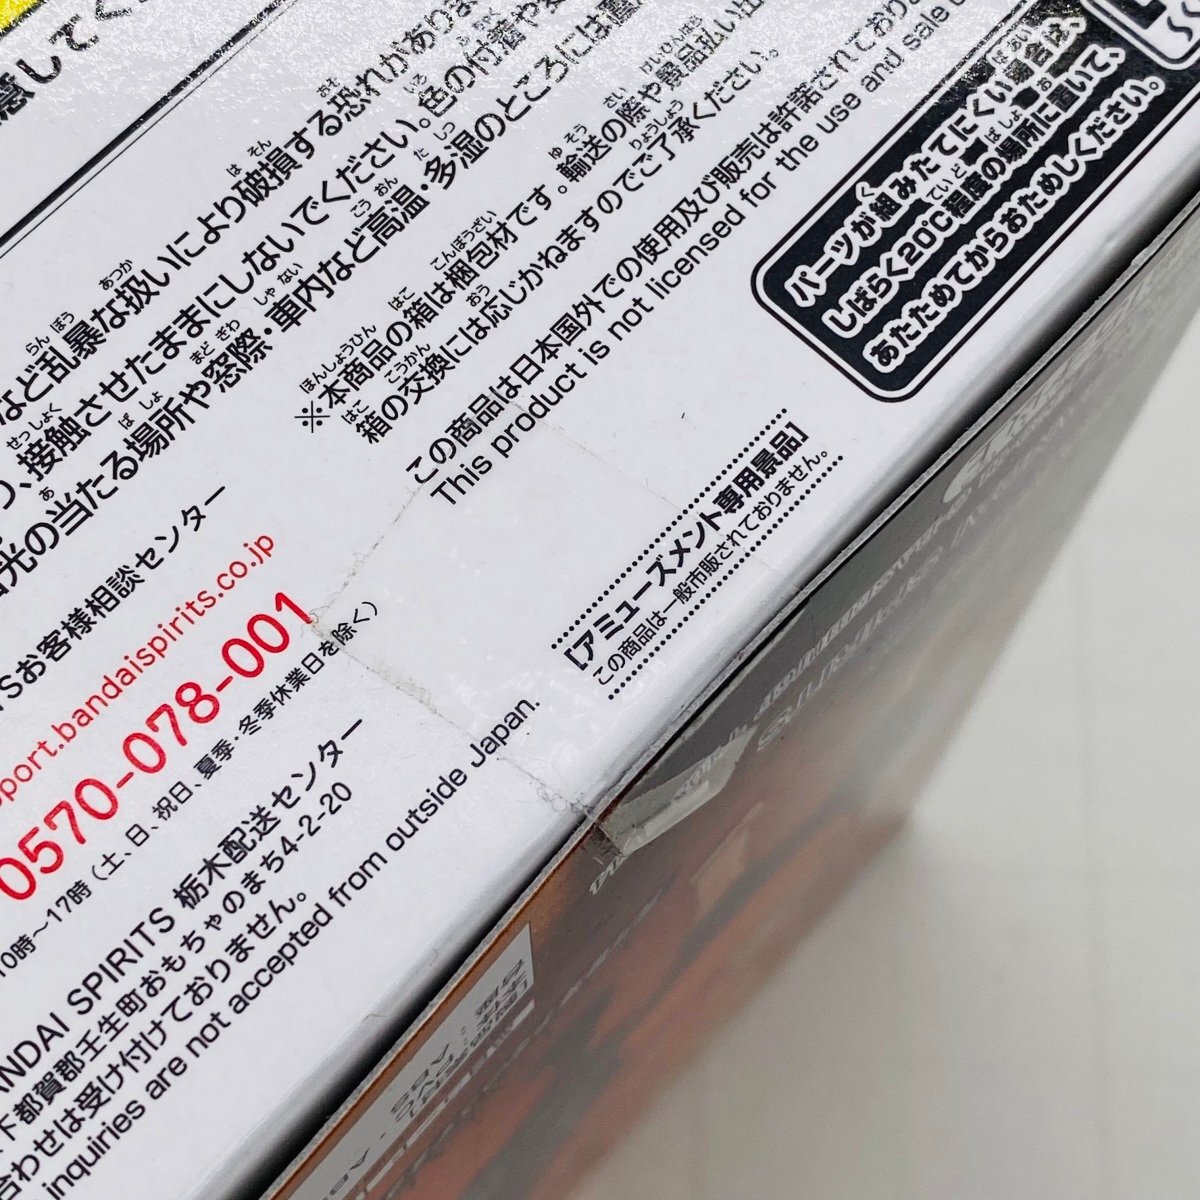 意してく
など乱暴な扱いにより破損する恐れがあり
、接触させたままにしないでください。色の付着や
光の当たる場所や窓際・車内など高温・多湿のところには
※本商品の箱は梱包材です。輸送の際や景品払い出
箱の交換には応じかねますのでご了承ください。
この商品は日本国外での使用及び販売は許諾されており
This product is not licensed for the use and sale
パーツが組みたてにくい場合は、
しばらく20℃程度の場所に置いて、
あたためてからおためしください。
[アミューズメント専用景品]
この商品は一般市販されておりません。
Sお客様相談センター
port.bandaispirits.co.jp
0570-078-001
10時～17時（土、日、祝日、夏季・冬季休業日を除く）
ANDAI SPIRITS 栃木配送センター
下都賀郡壬生町おもちゃのまち4-2-20
合わせは受け付けておりません。
inquiries are not accepted from outside Japan.